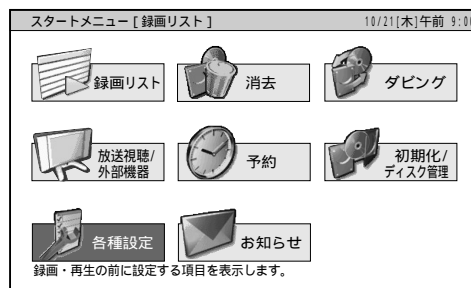 スタートメニュー [ 録画リスト ]
10/21[木]午前 9:00
録画リスト
消去
ダビング
放送視聴/
外部機器
予約
初期化/
ディスク管理
各種設定
お知らせ
録画・再生の前に設定する項目を表示します。